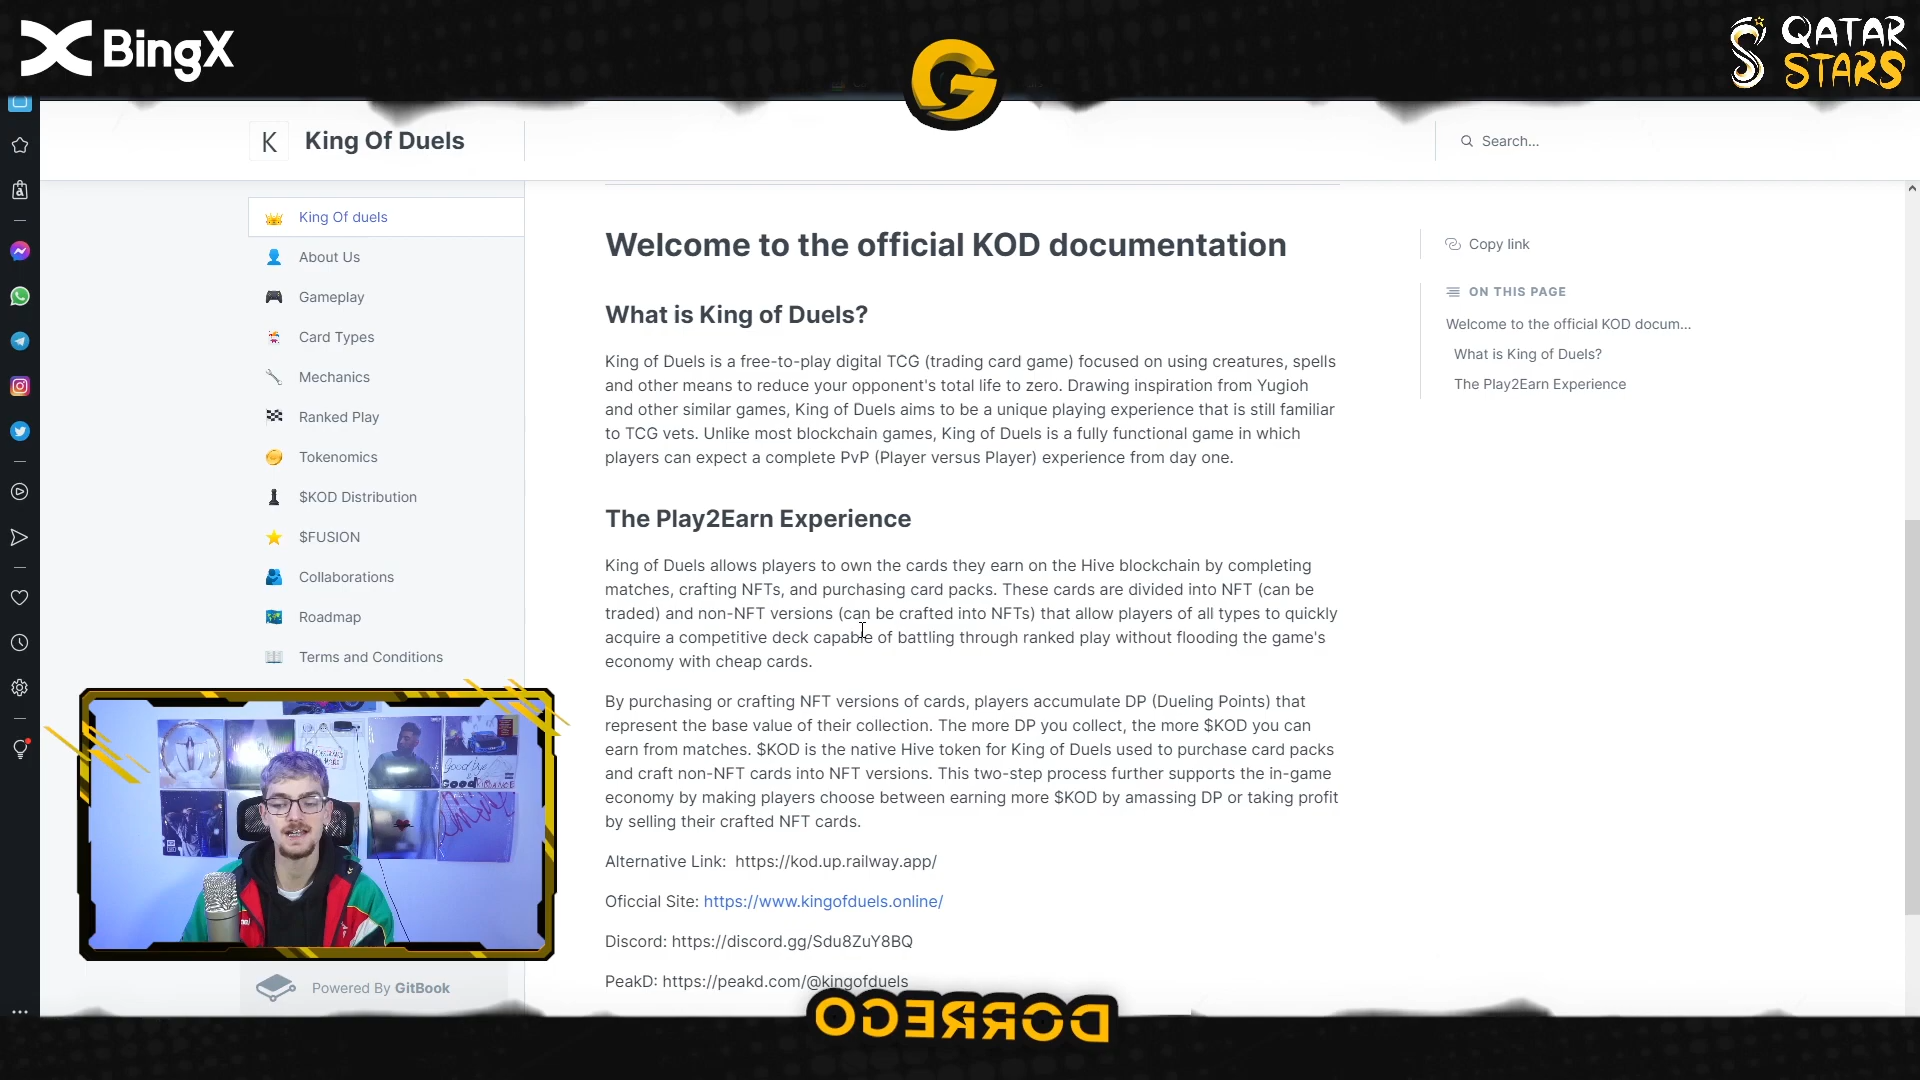 BingX
G
QATAR
STARS
K King Of Duels
Search...
King Of duels
About Us
Gameplay
Card Types
Mechanics
Ranked Play
Tokenomics
$KOD Distribution
$FUSION
Collaborations
Roadmap
Terms and Conditions
Powered By GitBook
Welcome to the official KOD documentation
What is King of Duels?
King of Duels is a free-to-play digital TCG (trading card game) focused on using creatures, spells
and other means to reduce your opponent's total life to zero. Drawing inspiration from Yugioh
and other similar games, King of Duels aims to be a unique playing experience that is still familiar
to TCG vets. Unlike most blockchain games, King of Duels is a fully functional game in which
players can expect a complete PvP (Player versus Player) experience from day one.
The Play2Earn Experience
King of Duels allows players to own the cards they earn on the Hive blockchain by completing
matches, crafting NFTs, and purchasing card packs. These cards are divided into NFT (can be
traded) and non-NFT versions (can be crafted into NFTs) that allow players of all types to quickly
acquire a competitive deck capable of battling through ranked play without flooding the game's
economy with cheap cards.
By purchasing or crafting NFT versions of cards, players accumulate DP (Dueling Points) that
represent the base value of their collection. The more DP you collect, the more $KOD you can
earn from matches. $KOD is the native Hive token for King of Duels used to purchase card packs
and craft non-NFT cards into NFT versions. This two-step process further supports the in-game
economy by making players choose between earning more $KOD by amassing DP or taking profit
by selling their crafted NFT cards.
Alternative Link: https://kod.up.railway.app/
Oficcial Site: https://www.kingofduels.online/
Discord: https://discord.gg/Sdu8ZuY8BQ
PeakD: https://peakd.com/@kingofduels
Copy link
ON THIS PAGE
Welcome to the official KOD docum...
What is King of Duels?
The Play2Earn Experience
DORREGO